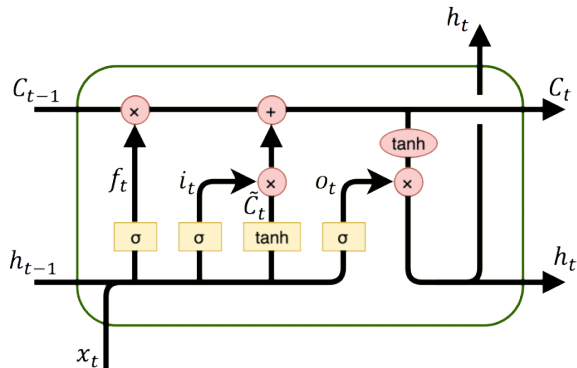 h_t
C_{t-1} × + C_t
tanh
f_t i_t × o_t ×
C̃_t
σ σ tanh σ
h_{t-1} h_t
x_t